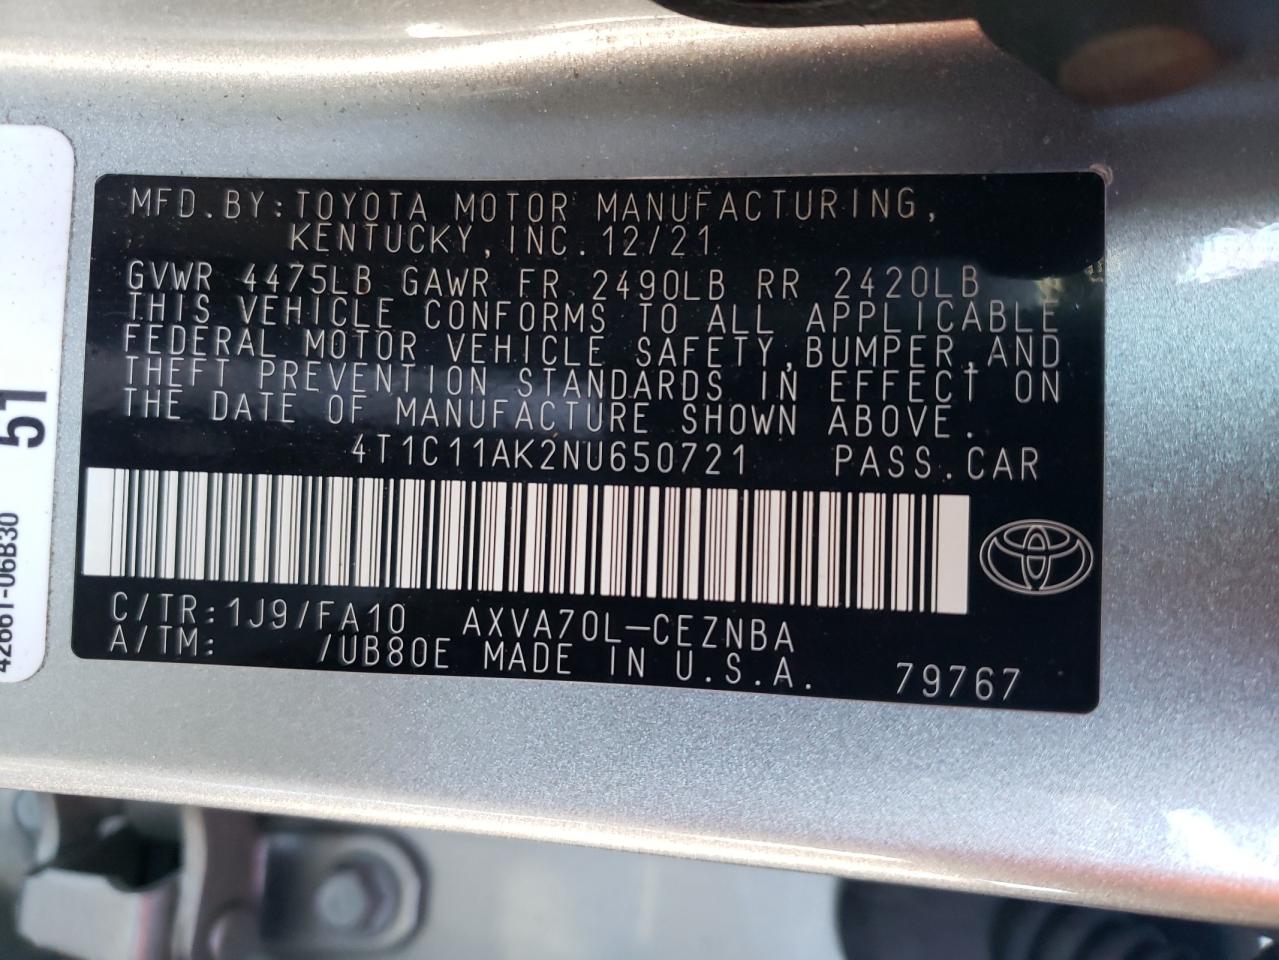 MFD.BY:TOYOTA MOTOR MANUFACTURING,
KENTUCKY,INC.12/21
GVWR 4475LB GAWR FR 2490LB RR 2420LB
THIS VEHICLE CONFORMS TO ALL APPLICABLE
FEDERAL MOTOR VEHICLE SAFETY,BUMPER,AND
THEFT PREVENTION STANDARDS IN EFFECT ON
THE DATE OF MANUFACTURE SHOWN ABOVE.
4T1C11AK2NU650721 PASS.CAR
C/TR:1J9/FA10 AXVA70L-CEZNBA
A/TM: /UB80E MADE IN U.S.A. 79767
42661-06B30 51